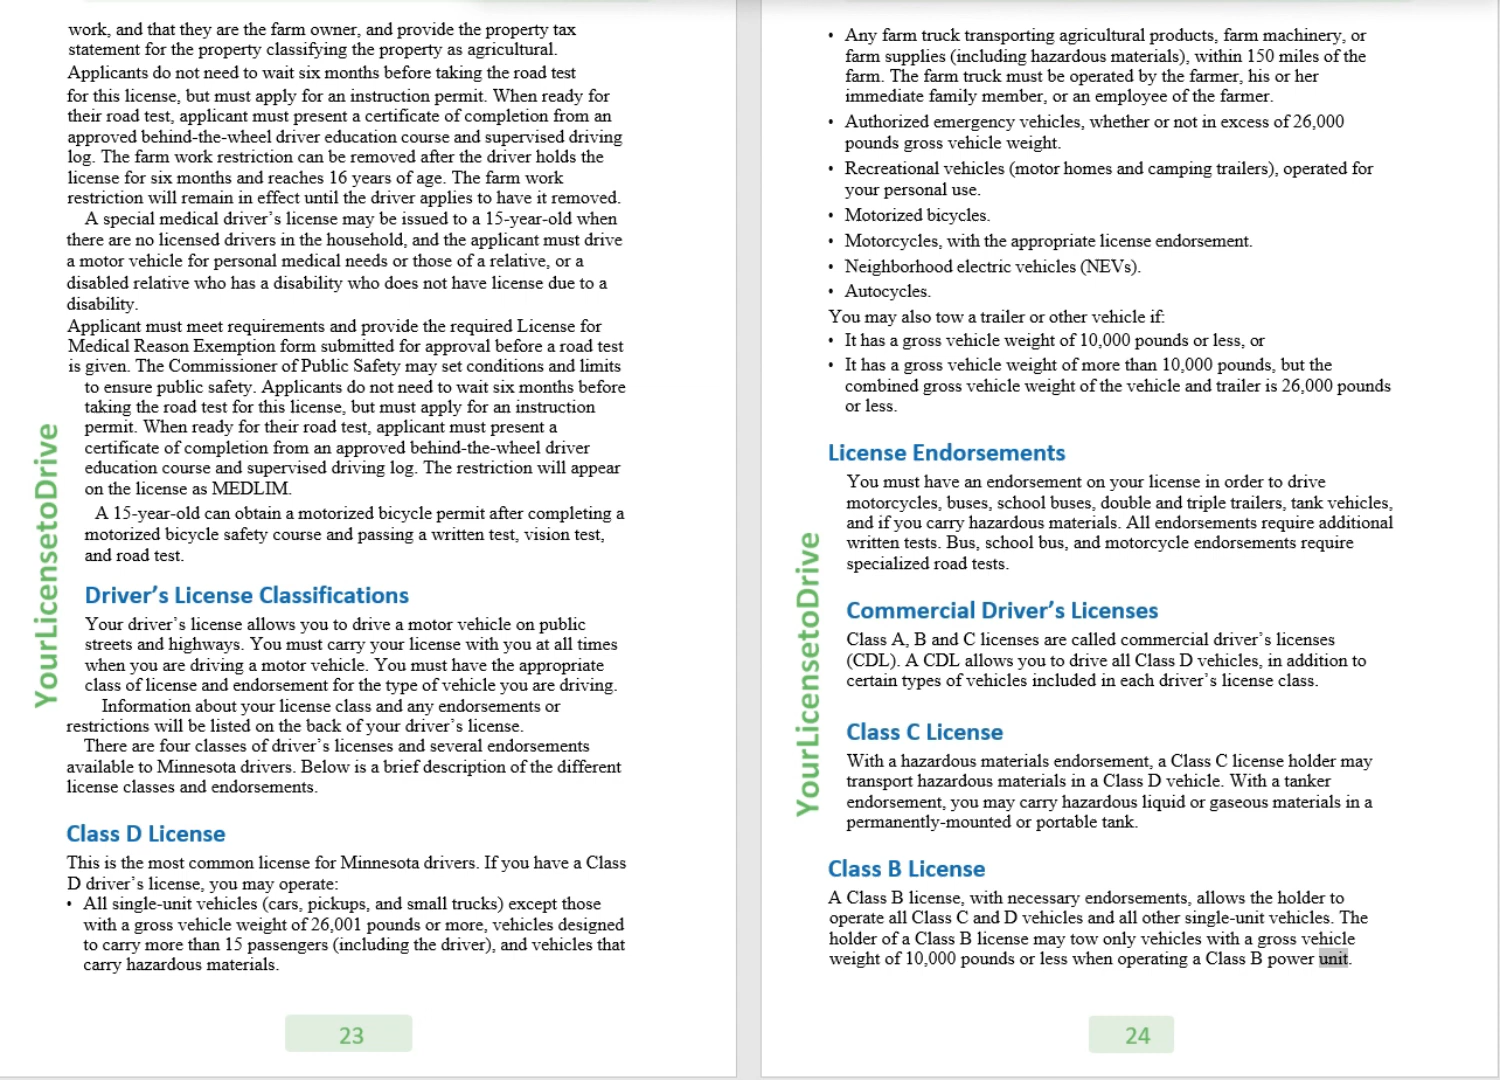 work, and that they are the farm owner, and provide the property tax
statement for the property classifying the property as agricultural.
Applicants do not need to wait six months before taking the road test
for this license, but must apply for an instruction permit. When ready for
their road test, applicant must present a certificate of completion from an
approved behind-the-wheel driver education course and supervised driving
log. The farm work restriction can be removed after the driver holds the
license for six months and reaches 16 years of age. The farm work
restriction will remain in effect until the driver applies to have it removed.
A special medical driver's license may be issued to a 15-year-old when
there are no licensed drivers in the household, and the applicant must drive
a motor vehicle for personal medical needs or those of a relative, or a
disabled relative who has a disability who does not have license due to a
disability.
Applicant must meet requirements and provide the required License for
Medical Reason Exemption form submitted for approval before a road test
is given. The Commissioner of Public Safety may set conditions and limits
to ensure public safety. Applicants do not need to wait six months before
taking the road test for this license, but must apply for an instruction
permit. When ready for their road test, applicant must present a
certificate of completion from an approved behind-the-wheel driver
education course and supervised driving log. The restriction will appear
on the license as MEDLIM.
A 15-year-old can obtain a motorized bicycle permit after completing a
motorized bicycle safety course and passing a written test, vision test,
and road test.
Driver's License Classifications
Your driver's license allows you to drive a motor vehicle on public
streets and highways. You must carry your license with you at all times
when you are driving a motor vehicle. You must have the appropriate
class of license and endorsement for the type of vehicle you are driving.
Information about your license class and any endorsements or
restrictions will be listed on the back of your driver's license.
There are four classes of driver's licenses and several endorsements
available to Minnesota drivers. Below is a brief description of the different
license classes and endorsements.
Class D License
This is the most common license for Minnesota drivers. If you have a Class
D driver's license, you may operate:
• All single-unit vehicles (cars, pickups, and small trucks) except those
with a gross vehicle weight of 26,001 pounds or more, vehicles designed
to carry more than 15 passengers (including the driver), and vehicles that
carry hazardous materials.
YourLicensetoDrive
23
• Any farm truck transporting agricultural products, farm machinery, or
farm supplies (including hazardous materials), within 150 miles of the
farm. The farm truck must be operated by the farmer, his or her
immediate family member, or an employee of the farmer.
• Authorized emergency vehicles, whether or not in excess of 26,000
pounds gross vehicle weight.
• Recreational vehicles (motor homes and camping trailers), operated for
your personal use.
• Motorized bicycles.
• Motorcycles, with the appropriate license endorsement.
• Neighborhood electric vehicles (NEVs).
• Autocycles.
You may also tow a trailer or other vehicle if:
• It has a gross vehicle weight of 10,000 pounds or less, or
• It has a gross vehicle weight of more than 10,000 pounds, but the
combined gross vehicle weight of the vehicle and trailer is 26,000 pounds
or less.
License Endorsements
You must have an endorsement on your license in order to drive
motorcycles, buses, school buses, double and triple trailers, tank vehicles,
and if you carry hazardous materials. All endorsements require additional
written tests. Bus, school bus, and motorcycle endorsements require
specialized road tests.
Commercial Driver's Licenses
Class A, B and C licenses are called commercial driver's licenses
(CDL). A CDL allows you to drive all Class D vehicles, in addition to
certain types of vehicles included in each driver's license class.
Class C License
With a hazardous materials endorsement, a Class C license holder may
transport hazardous materials in a Class D vehicle. With a tanker
endorsement, you may carry hazardous liquid or gaseous materials in a
permanently-mounted or portable tank.
Class B License
A Class B license, with necessary endorsements, allows the holder to
operate all Class C and D vehicles and all other single-unit vehicles. The
holder of a Class B license may tow only vehicles with a gross vehicle
weight of 10,000 pounds or less when operating a Class B power unit.
YourLicensetoDrive
24